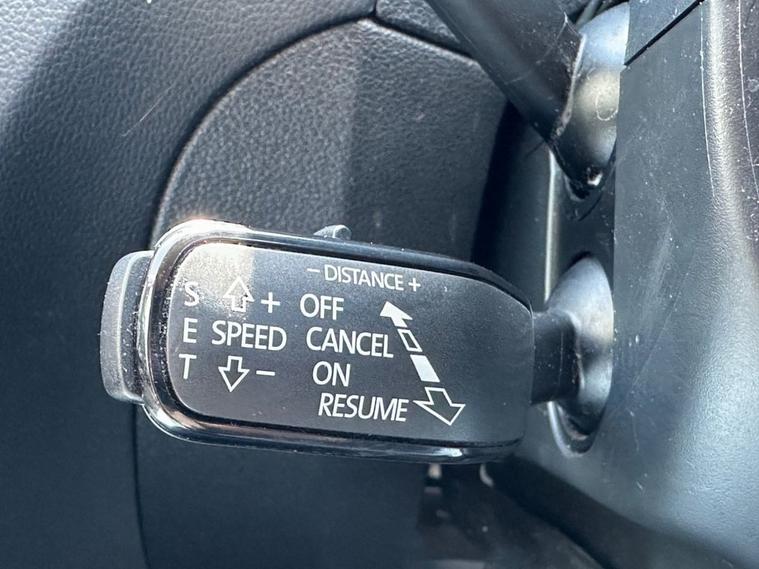 − DISTANCE +
S + OFF
E SPEED CANCEL
T − ON
RESUME